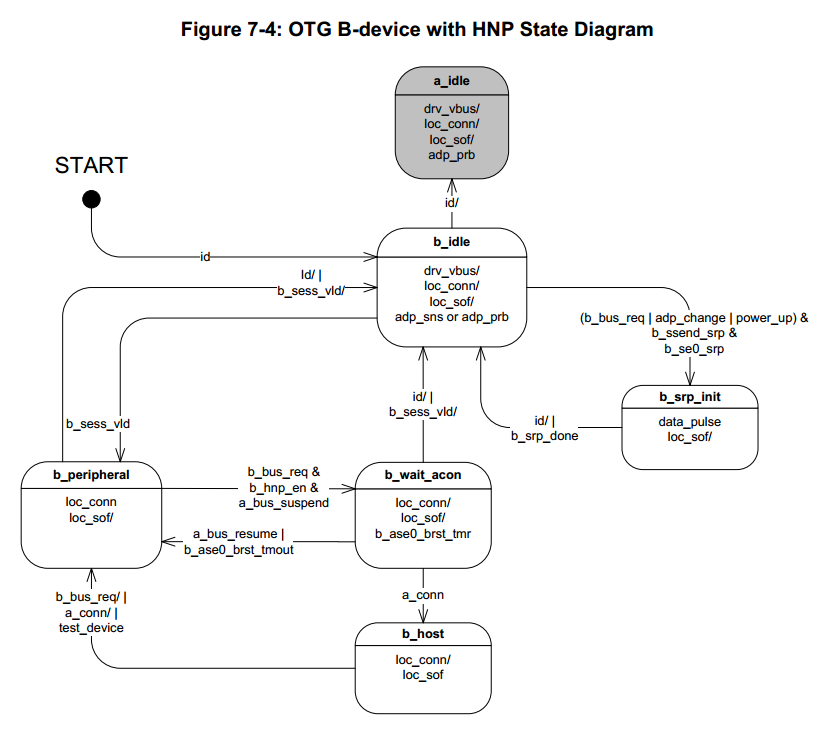 Figure 7-4: OTG B-device with HNP State Diagram
a_idle
drv_vbus/
loc_conn/
loc_sof/
adp_prb
START
id/
b_idle
id
drv_vbus/
loc_conn/
loc_sof/
adp_sns or adp_prb
Id/ |
b_sess_vld/
(b_bus_req | adp_change | power_up) &
b_ssend_srp &
b_se0_srp
b_srp_init
data_pulse
loc_sof/
id/ |
b_sess_vld/
id/ |
b_srp_done
b_sess_vld
b_peripheral
loc_conn
loc_sof/
b_bus_req &
b_hnp_en &
a_bus_suspend
b_wait_acon
loc_conn/
loc_sof/
b_ase0_brst_tmr
a_bus_resume |
b_ase0_brst_tmout
a_conn
b_bus_req/ |
a_conn/ |
test_device
b_host
loc_conn/
loc_sof